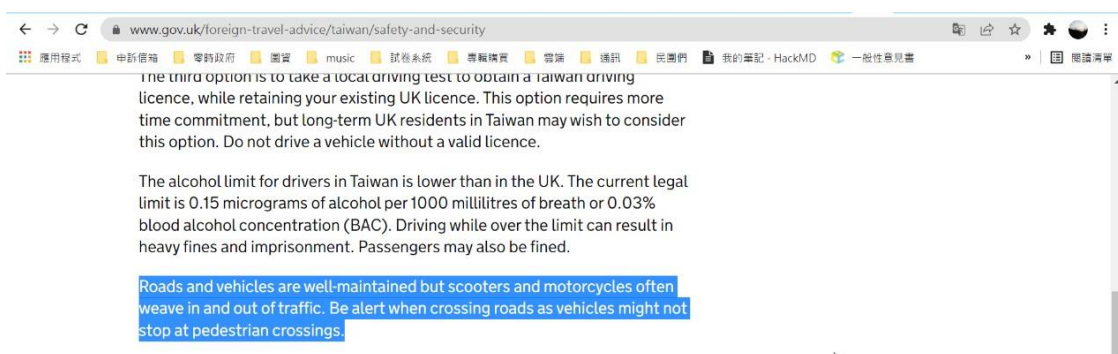 www.gov.uk/foreign-travel-advice/taiwan/safety-and-security
應用程式 申訴信箱 零時政府 圖資 music 試卷系統 專輯購買 雲端 通訊 民團們 我的筆記 - HackMD 一般性意見書 » 閱讀清單
The third option is to take a local driving test to obtain a Taiwan driving
licence, while retaining your existing UK licence. This option requires more
time commitment, but long-term UK residents in Taiwan may wish to consider
this option. Do not drive a vehicle without a valid licence.
The alcohol limit for drivers in Taiwan is lower than in the UK. The current legal
limit is 0.15 micrograms of alcohol per 1000 millilitres of breath or 0.03%
blood alcohol concentration (BAC). Driving while over the limit can result in
heavy fines and imprisonment. Passengers may also be fined.
Roads and vehicles are well-maintained but scooters and motorcycles often
weave in and out of traffic. Be alert when crossing roads as vehicles might not
stop at pedestrian crossings.